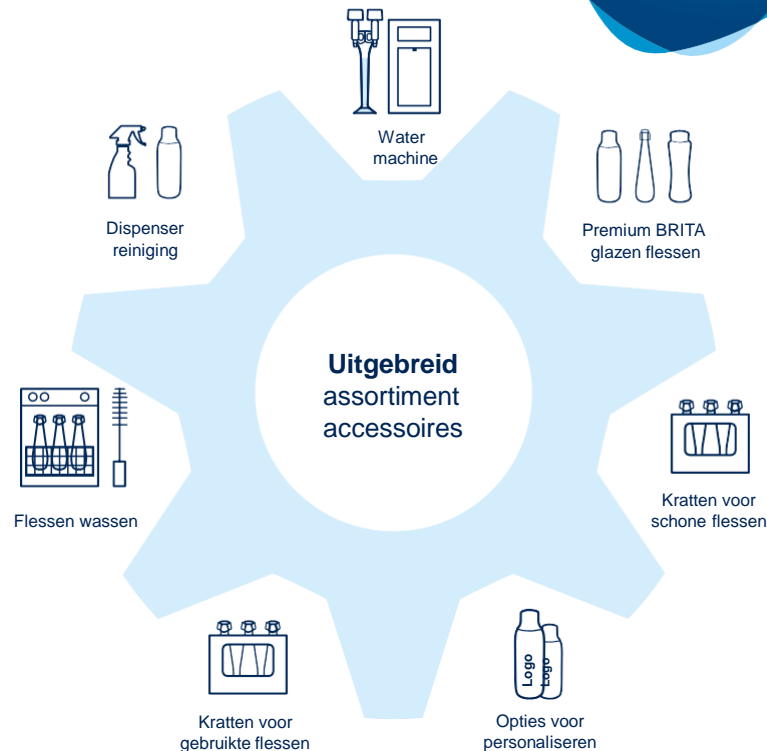 Water
machine
Dispenser
reiniging
Premium BRITA
glazen flessen
Uitgebreid
assortiment
accessoires
Flessen wassen
Kratten voor
schone flessen
Logo
Logo
Kratten voor
gebruikte flessen
Opties voor
personaliseren